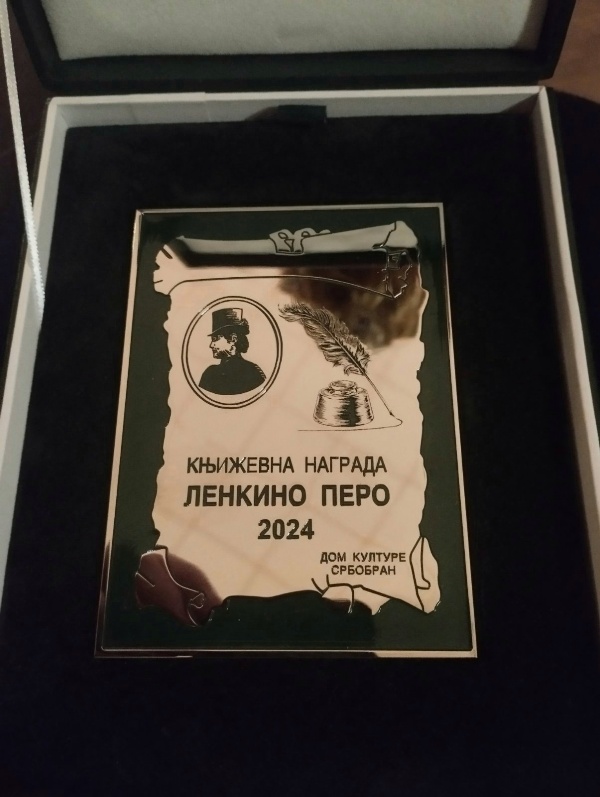 КЊИЖЕВНА НАГРАДА
ЛЕНКИНО ПЕРО
2024
ДОМ КУЛТУРЕ
СРБОБРАН